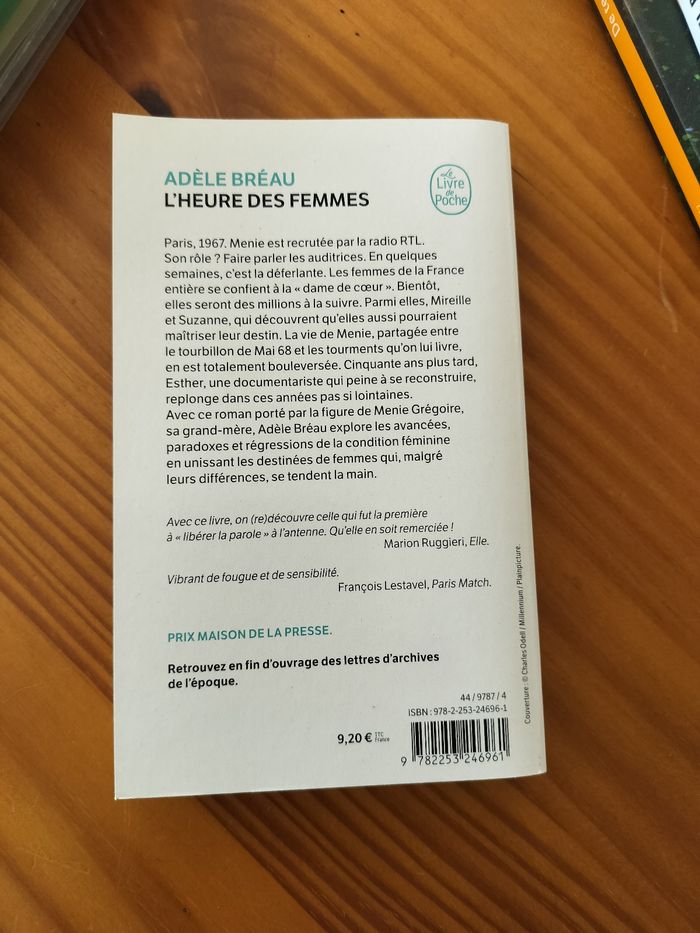 De
ADÈLE BRÉAU
L'HEURE DES FEMMES
Le
Livre
de
Poche
Paris, 1967. Menie est recrutée par la radio RTL.
Son rôle ? Faire parler les auditrices. En quelques
semaines, c'est la déferlante. Les femmes de la France
entière se confient à la « dame de cœur ». Bientôt,
elles seront des millions à la suivre. Parmi elles, Mireille
et Suzanne, qui découvrent qu'elles aussi pourraient
maîtriser leur destin. La vie de Menie, partagée entre
le tourbillon de Mai 68 et les tourments qu'on lui livre,
en est totalement bouleversée. Cinquante ans plus tard,
Esther, une documentariste qui peine à se reconstruire,
replonge dans ces années pas si lointaines.
Avec ce roman porté par la figure de Menie Grégoire,
sa grand-mère, Adèle Bréau explore les avancées,
paradoxes et régressions de la condition féminine
en unissant les destinées de femmes qui, malgré
leurs différences, se tendent la main.
Avec ce livre, on (re)découvre celle qui fut la première
à « libérer la parole » à l'antenne. Qu'elle en soit remerciée !
Marion Ruggieri, Elle.
Vibrant de fougue et de sensibilité.
François Lestavel, Paris Match.
PRIX MAISON DE LA PRESSE.
Retrouvez en fin d'ouvrage des lettres d'archives
de l'époque.
Couverture : © Charles Odell / Millennium / Plainpicture.
44 / 9787 / 4
ISBN : 978-2-253-24696-1
9,20 € TTC
France
9 782253 246961